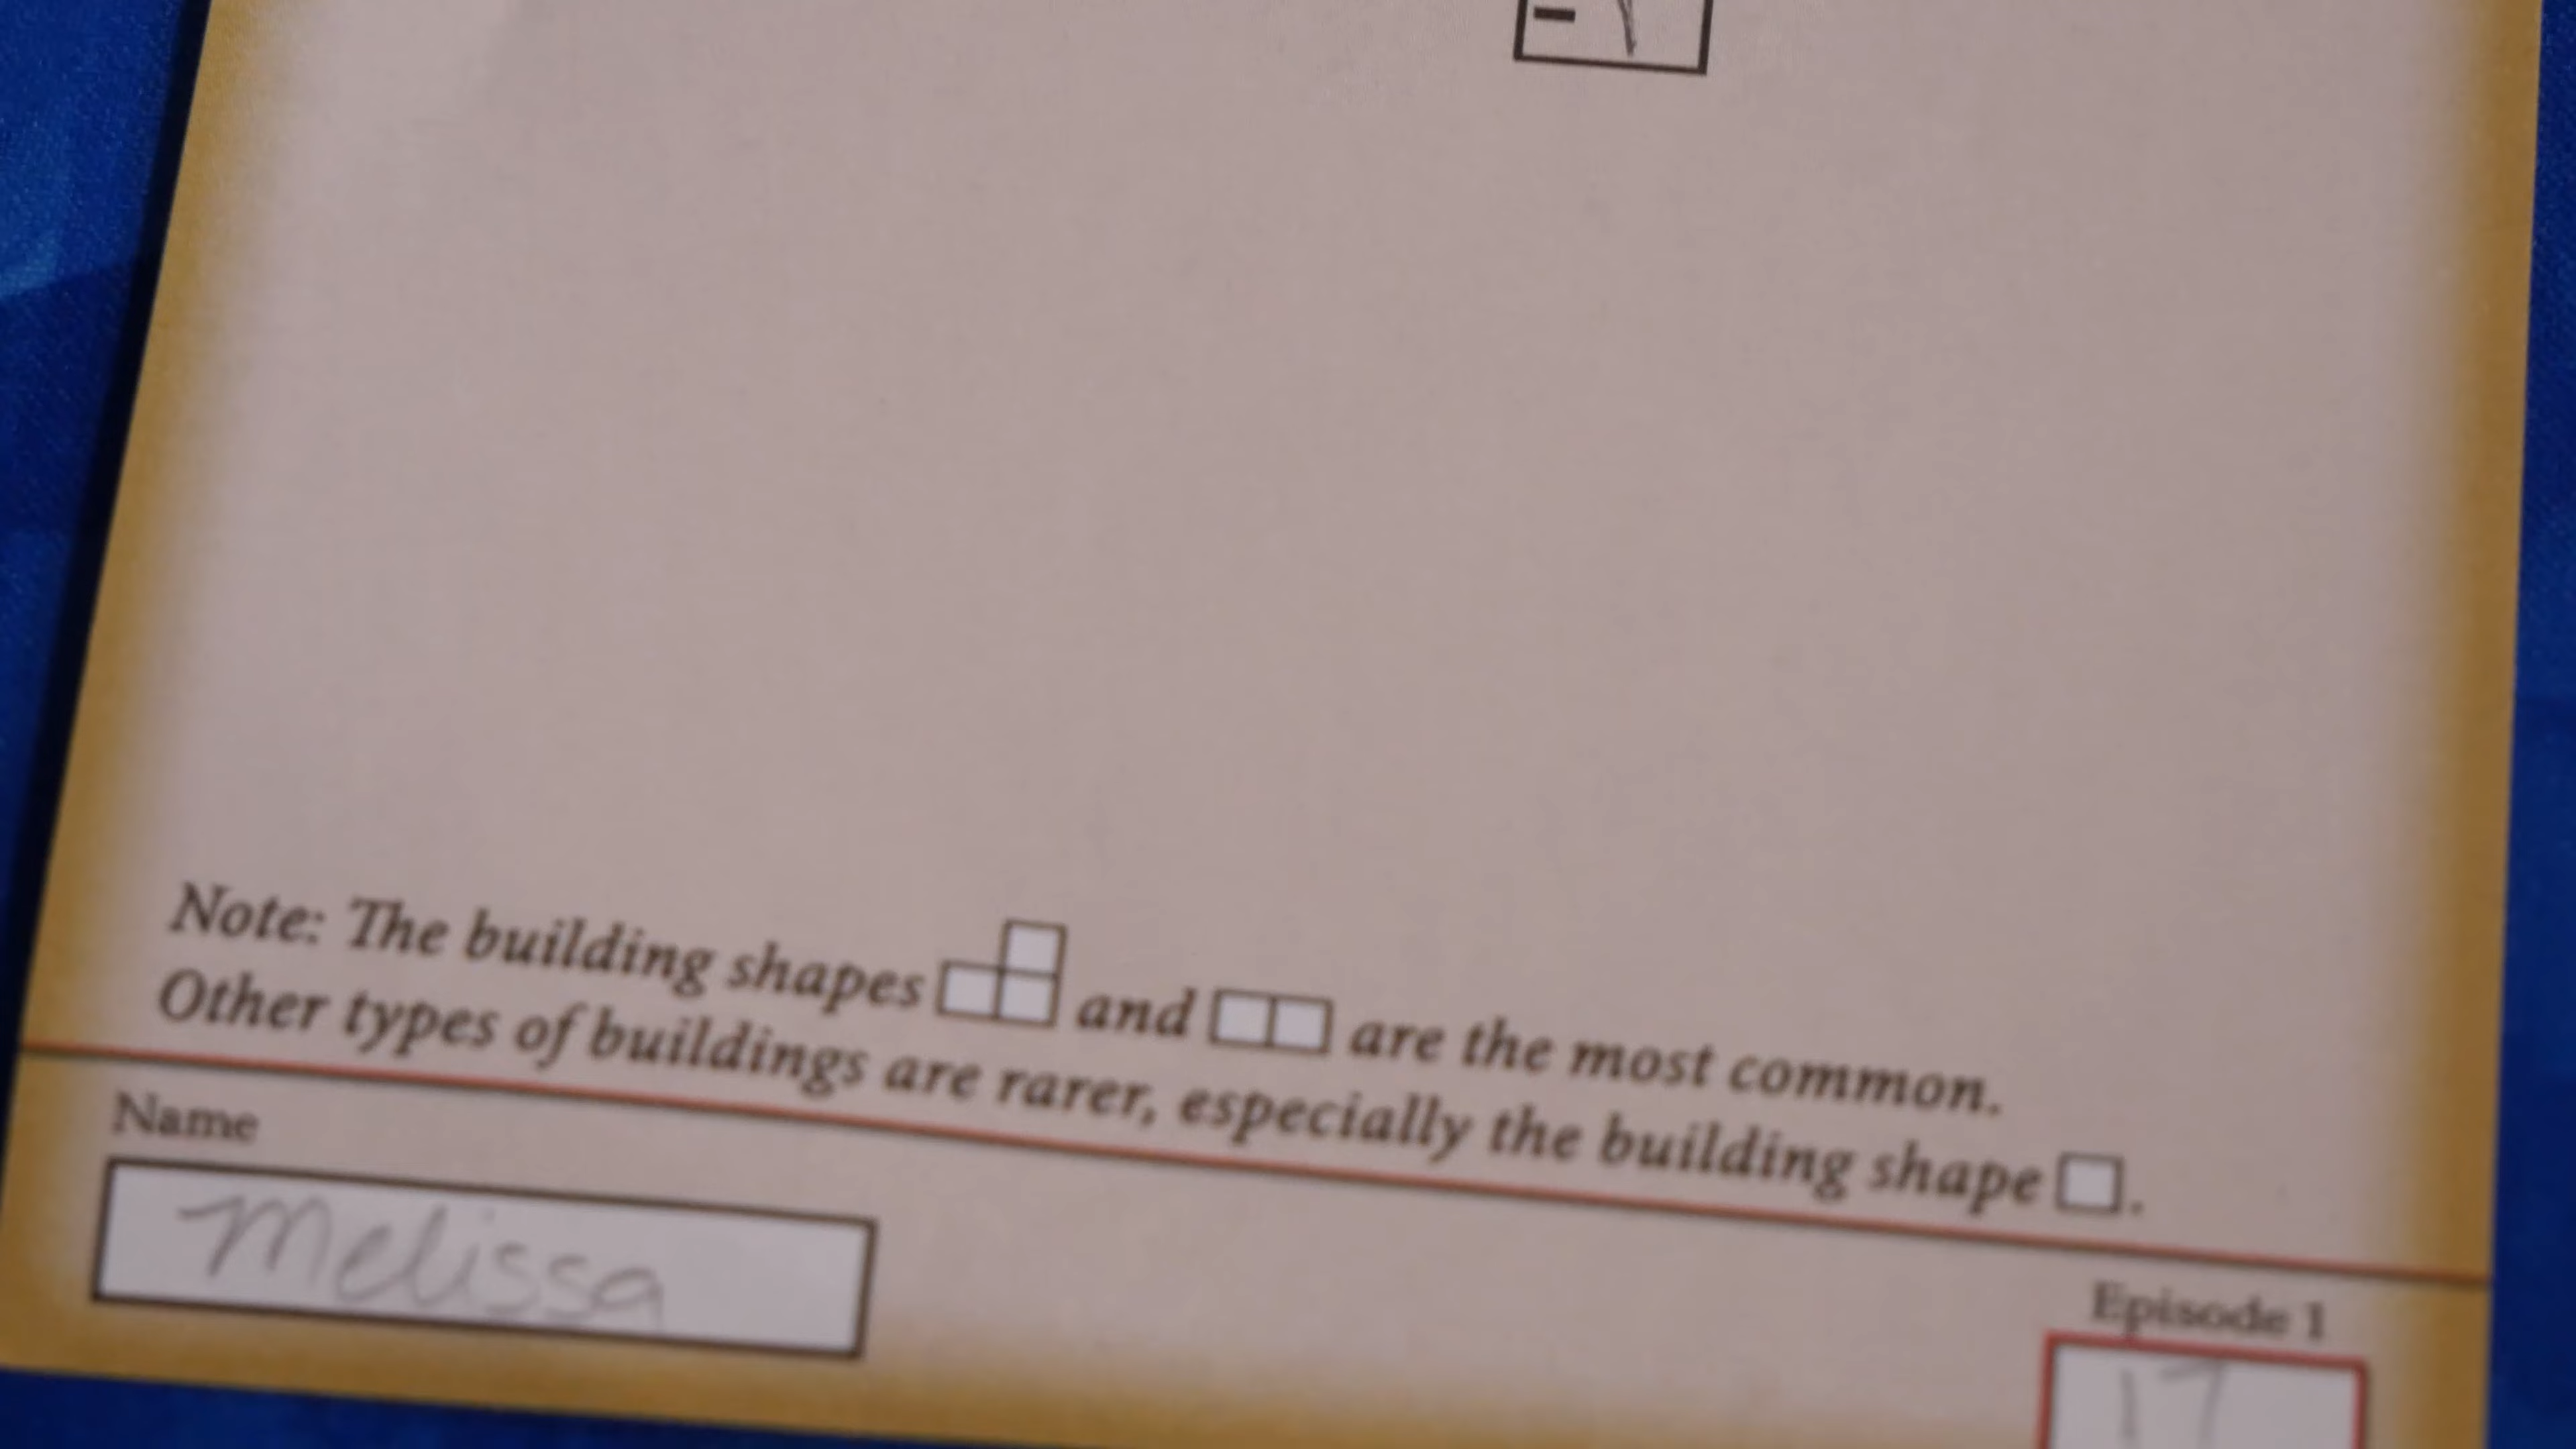 Note: The building shapes and are the most common.
Other types of buildings are rarer, especially the building shape .
Name
Melissa
Episode 1
17